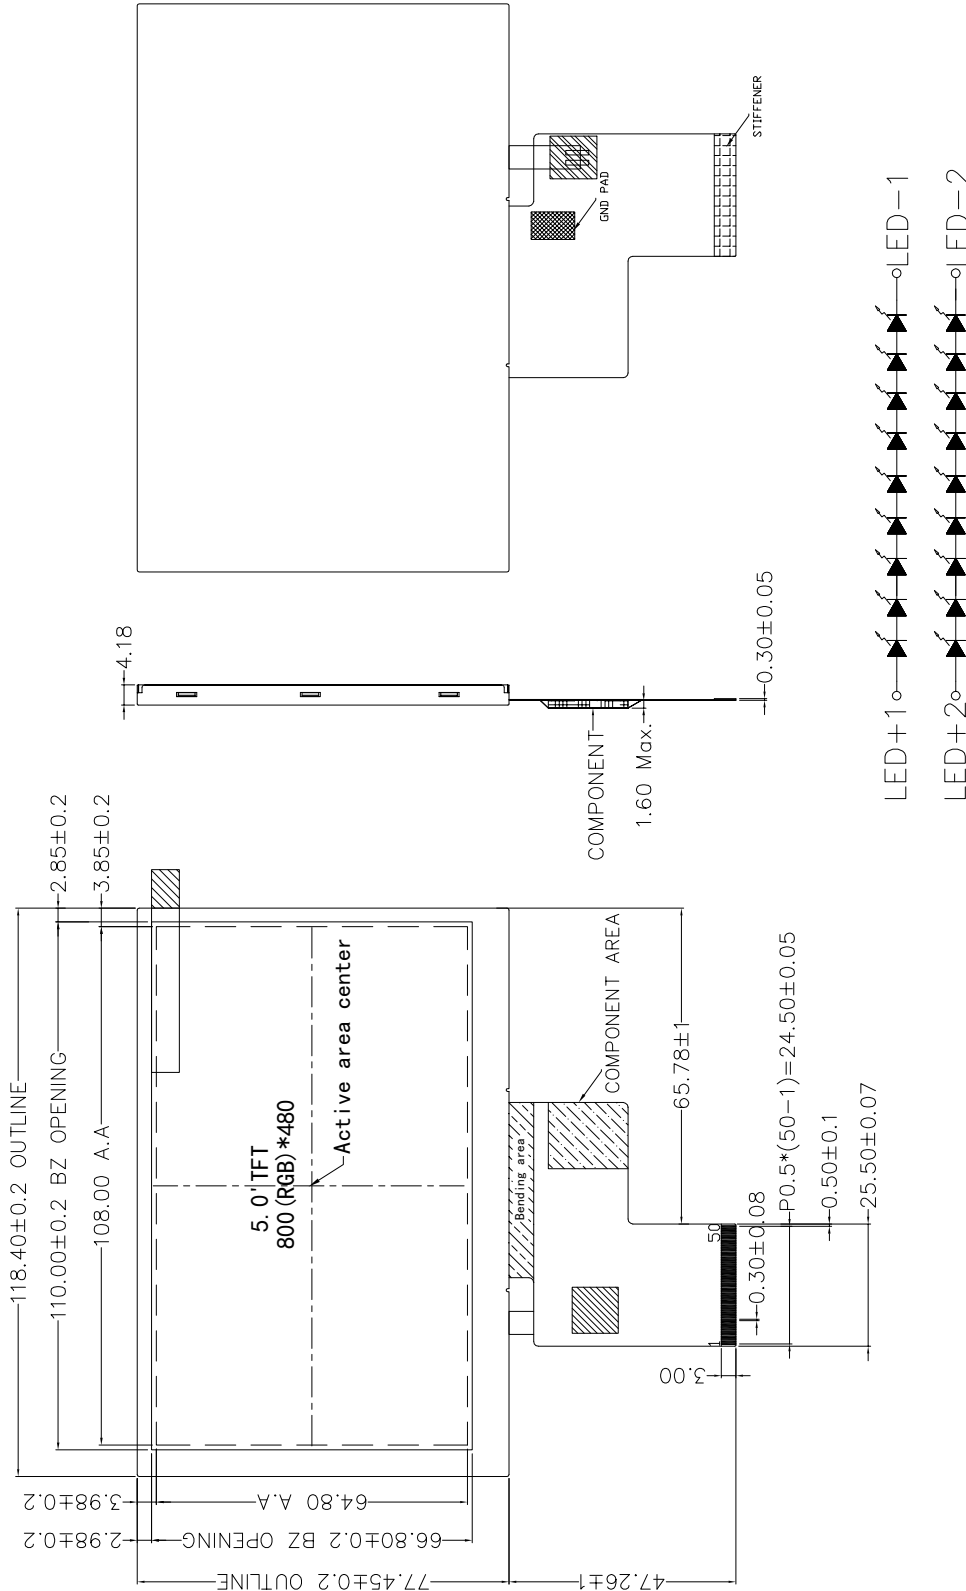 118.40±0.2 OUTLINE
110.00±0.2 BZ OPENING
108.00 A.A
2.85±0.2
3.85±0.2
5.0'TFT
800(RGB)*480
Active area center
2.98±0.2
3.98±0.2
64.80 A.A
66.80±0.2 BZ OPENING
77.45±0.2 OUTLINE
47.26±1
Bending area
COMPONENT AREA
65.78±1
50
1
3.00
0.30±0.08
P0.5*(50-1)=24.50±0.05
0.50±0.1
25.50±0.07
4.18
COMPONENT
1.60 Max.
0.30±0.05
GND PAD
STIFFENER
LED+1
LED-1
LED+2
LED-2